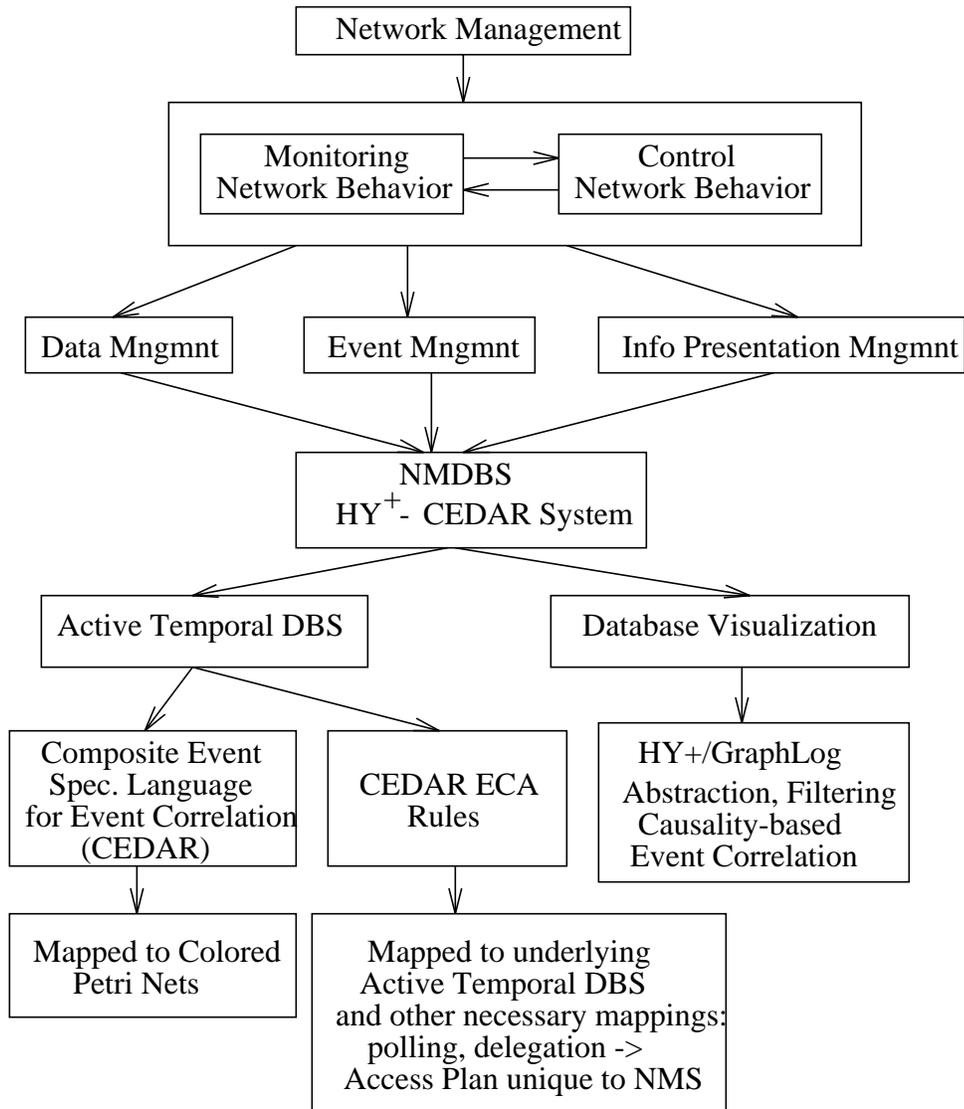 Network Management
Monitoring
Network Behavior
Control
Network Behavior
Data Mngmnt
Event Mngmnt
Info Presentation Mngmnt
NMDBS
HY+- CEDAR System
Active Temporal DBS
Database Visualization
Composite Event
Spec. Language
for Event Correlation
(CEDAR)
CEDAR ECA
Rules
HY+/GraphLog
Abstraction, Filtering
Causality-based
Event Correlation
Mapped to Colored
Petri Nets
Mapped to underlying
Active Temporal DBS
and other necessary mappings:
polling, delegation ->
Access Plan unique to NMS